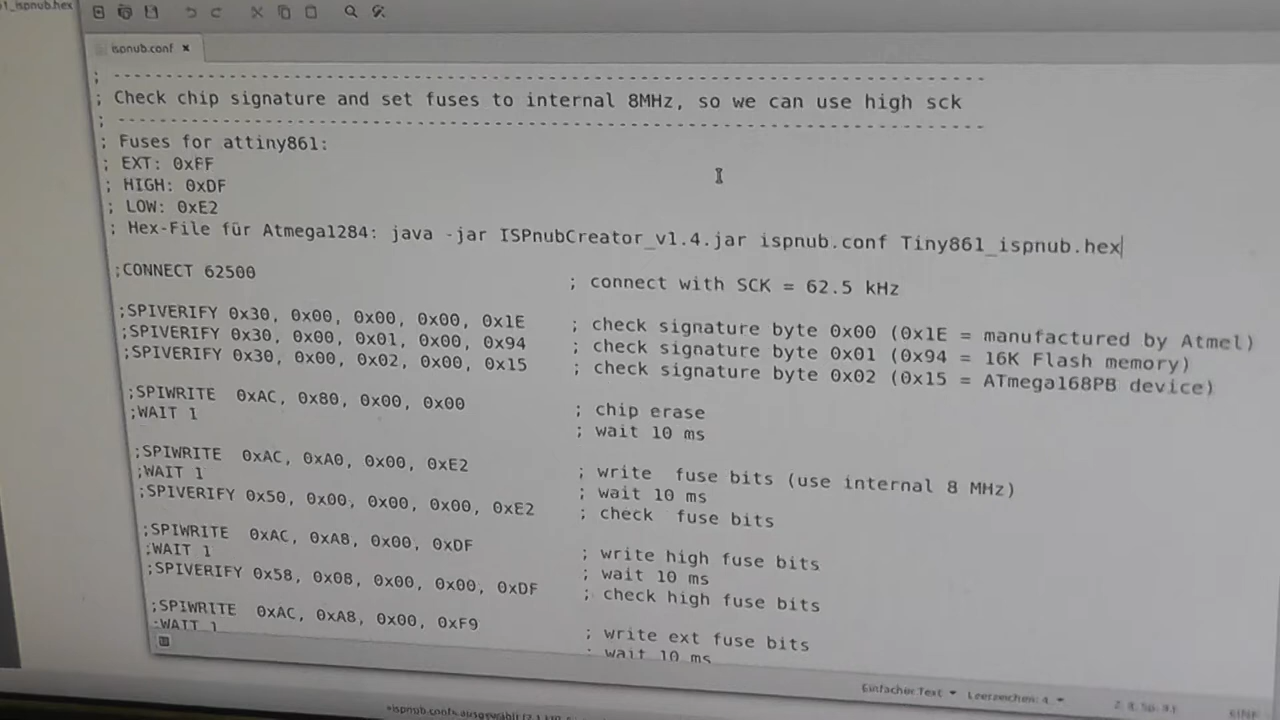 1_ispnub.hex
ispnub.conf ×
; ----------------------------------------------------------------
; Check chip signature and set fuses to internal 8MHz, so we can use high sck
; ----------------------------------------------------------------
; Fuses for attiny861:
; EXT: 0xFF
; HIGH: 0xDF
; LOW: 0xE2
; Hex-File für Atmega1284: java -jar ISPnubCreator_v1.4.jar ispnub.conf Tiny861_ispnub.hex
;CONNECT 62500 ; connect with SCK = 62.5 kHz
;SPIVERIFY 0x30, 0x00, 0x00, 0x00, 0x1E ; check signature byte 0x00 (0x1E = manufactured by Atmel)
;SPIVERIFY 0x30, 0x00, 0x01, 0x00, 0x94 ; check signature byte 0x01 (0x94 = 16K Flash memory)
;SPIVERIFY 0x30, 0x00, 0x02, 0x00, 0x15 ; check signature byte 0x02 (0x15 = ATmega168PB device)
;SPIWRITE 0xAC, 0x80, 0x00, 0x00 ; chip erase
;WAIT 1 ; wait 10 ms
;SPIWRITE 0xAC, 0xA0, 0x00, 0xE2 ; write fuse bits (use internal 8 MHz)
;WAIT 1 ; wait 10 ms
;SPIVERIFY 0x50, 0x00, 0x00, 0x00, 0xE2 ; check fuse bits
;SPIWRITE 0xAC, 0xA8, 0x00, 0xDF ; write high fuse bits
;WAIT 1 ; wait 10 ms
;SPIVERIFY 0x58, 0x08, 0x00, 0x00, 0xDF ; check high fuse bits
;SPIWRITE 0xAC, 0xA8, 0x00, 0xF9 ; write ext fuse bits
;WAIT 1 ; wait 10 ms
Einfacher Text Leerzeichen: 4
«ispnub.conf» ausgewählt